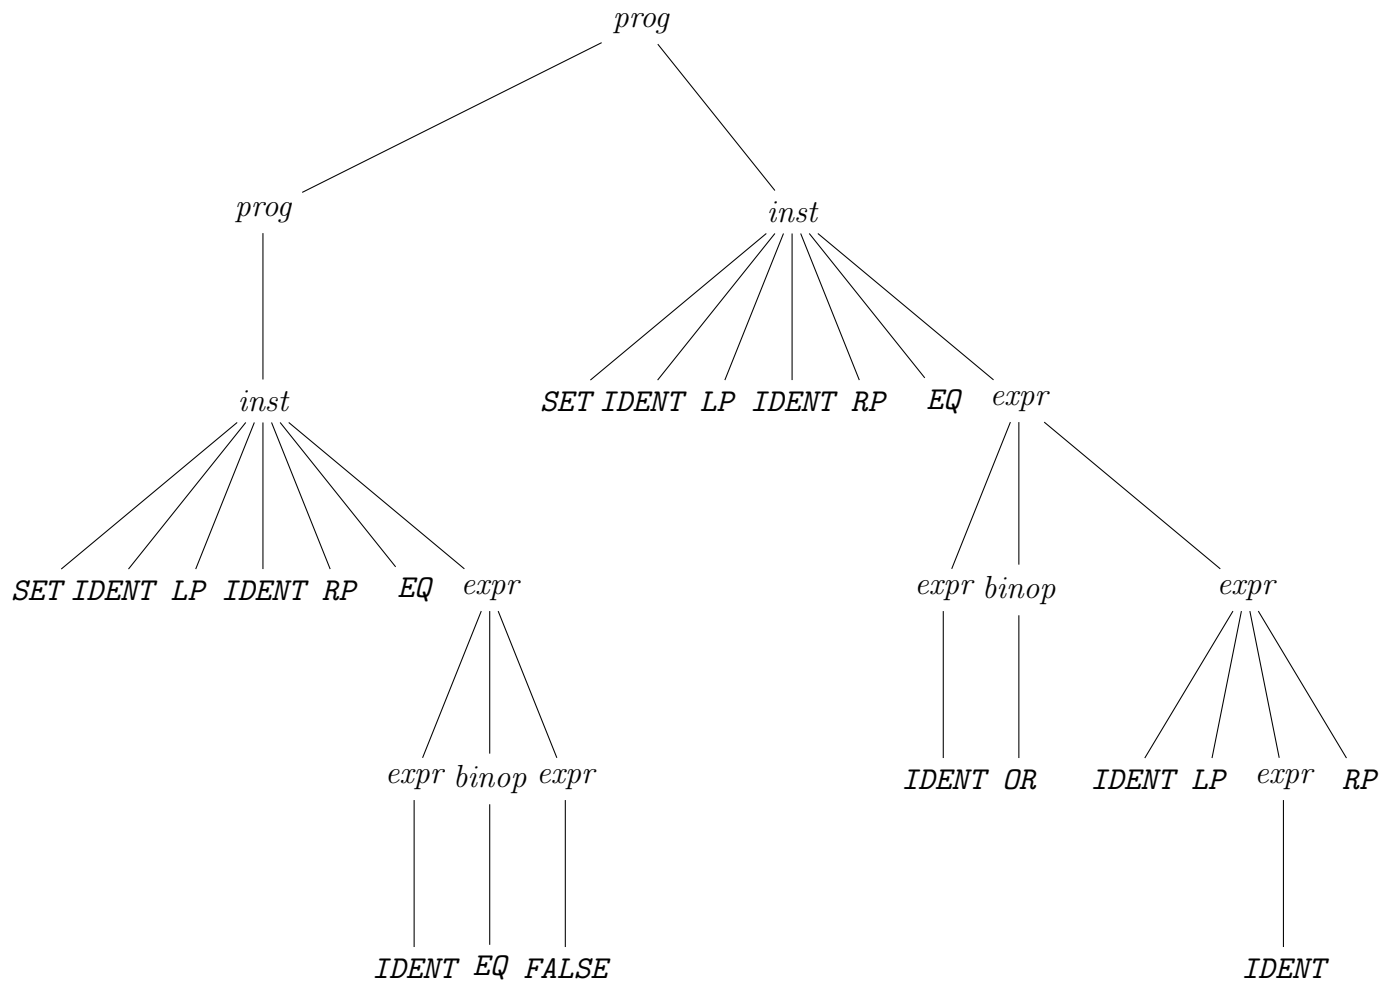 prog
prog inst
inst SET IDENT LP IDENT RP EQ expr
SET IDENT LP IDENT RP EQ expr expr binop expr
expr binop expr IDENT OR IDENT LP expr RP
IDENT EQ FALSE IDENT